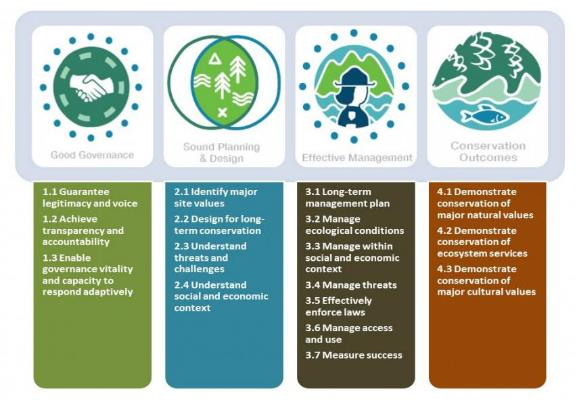 Good Governance
Sound Planning
& Design
Effective Management
Conservation
Outcomes
1.1 Guarantee
legitimacy and voice
1.2 Achieve
transparency and
accountability
1.3 Enable
governance vitality
and capacity to
respond adaptively
2.1 Identify major
site values
2.2 Design for long-
term conservation
2.3 Understand
threats and
challenges
2.4 Understand
social and economic
context
3.1 Long-term
management plan
3.2 Manage
ecological conditions
3.3 Manage within
social and economic
context
3.4 Manage threats
3.5 Effectively
enforce laws
3.6 Manage access
and use
3.7 Measure success
4.1 Demonstrate
conservation of
major natural values
4.2 Demonstrate
conservation of
ecosystem services
4.3 Demonstrate
conservation of
major cultural values